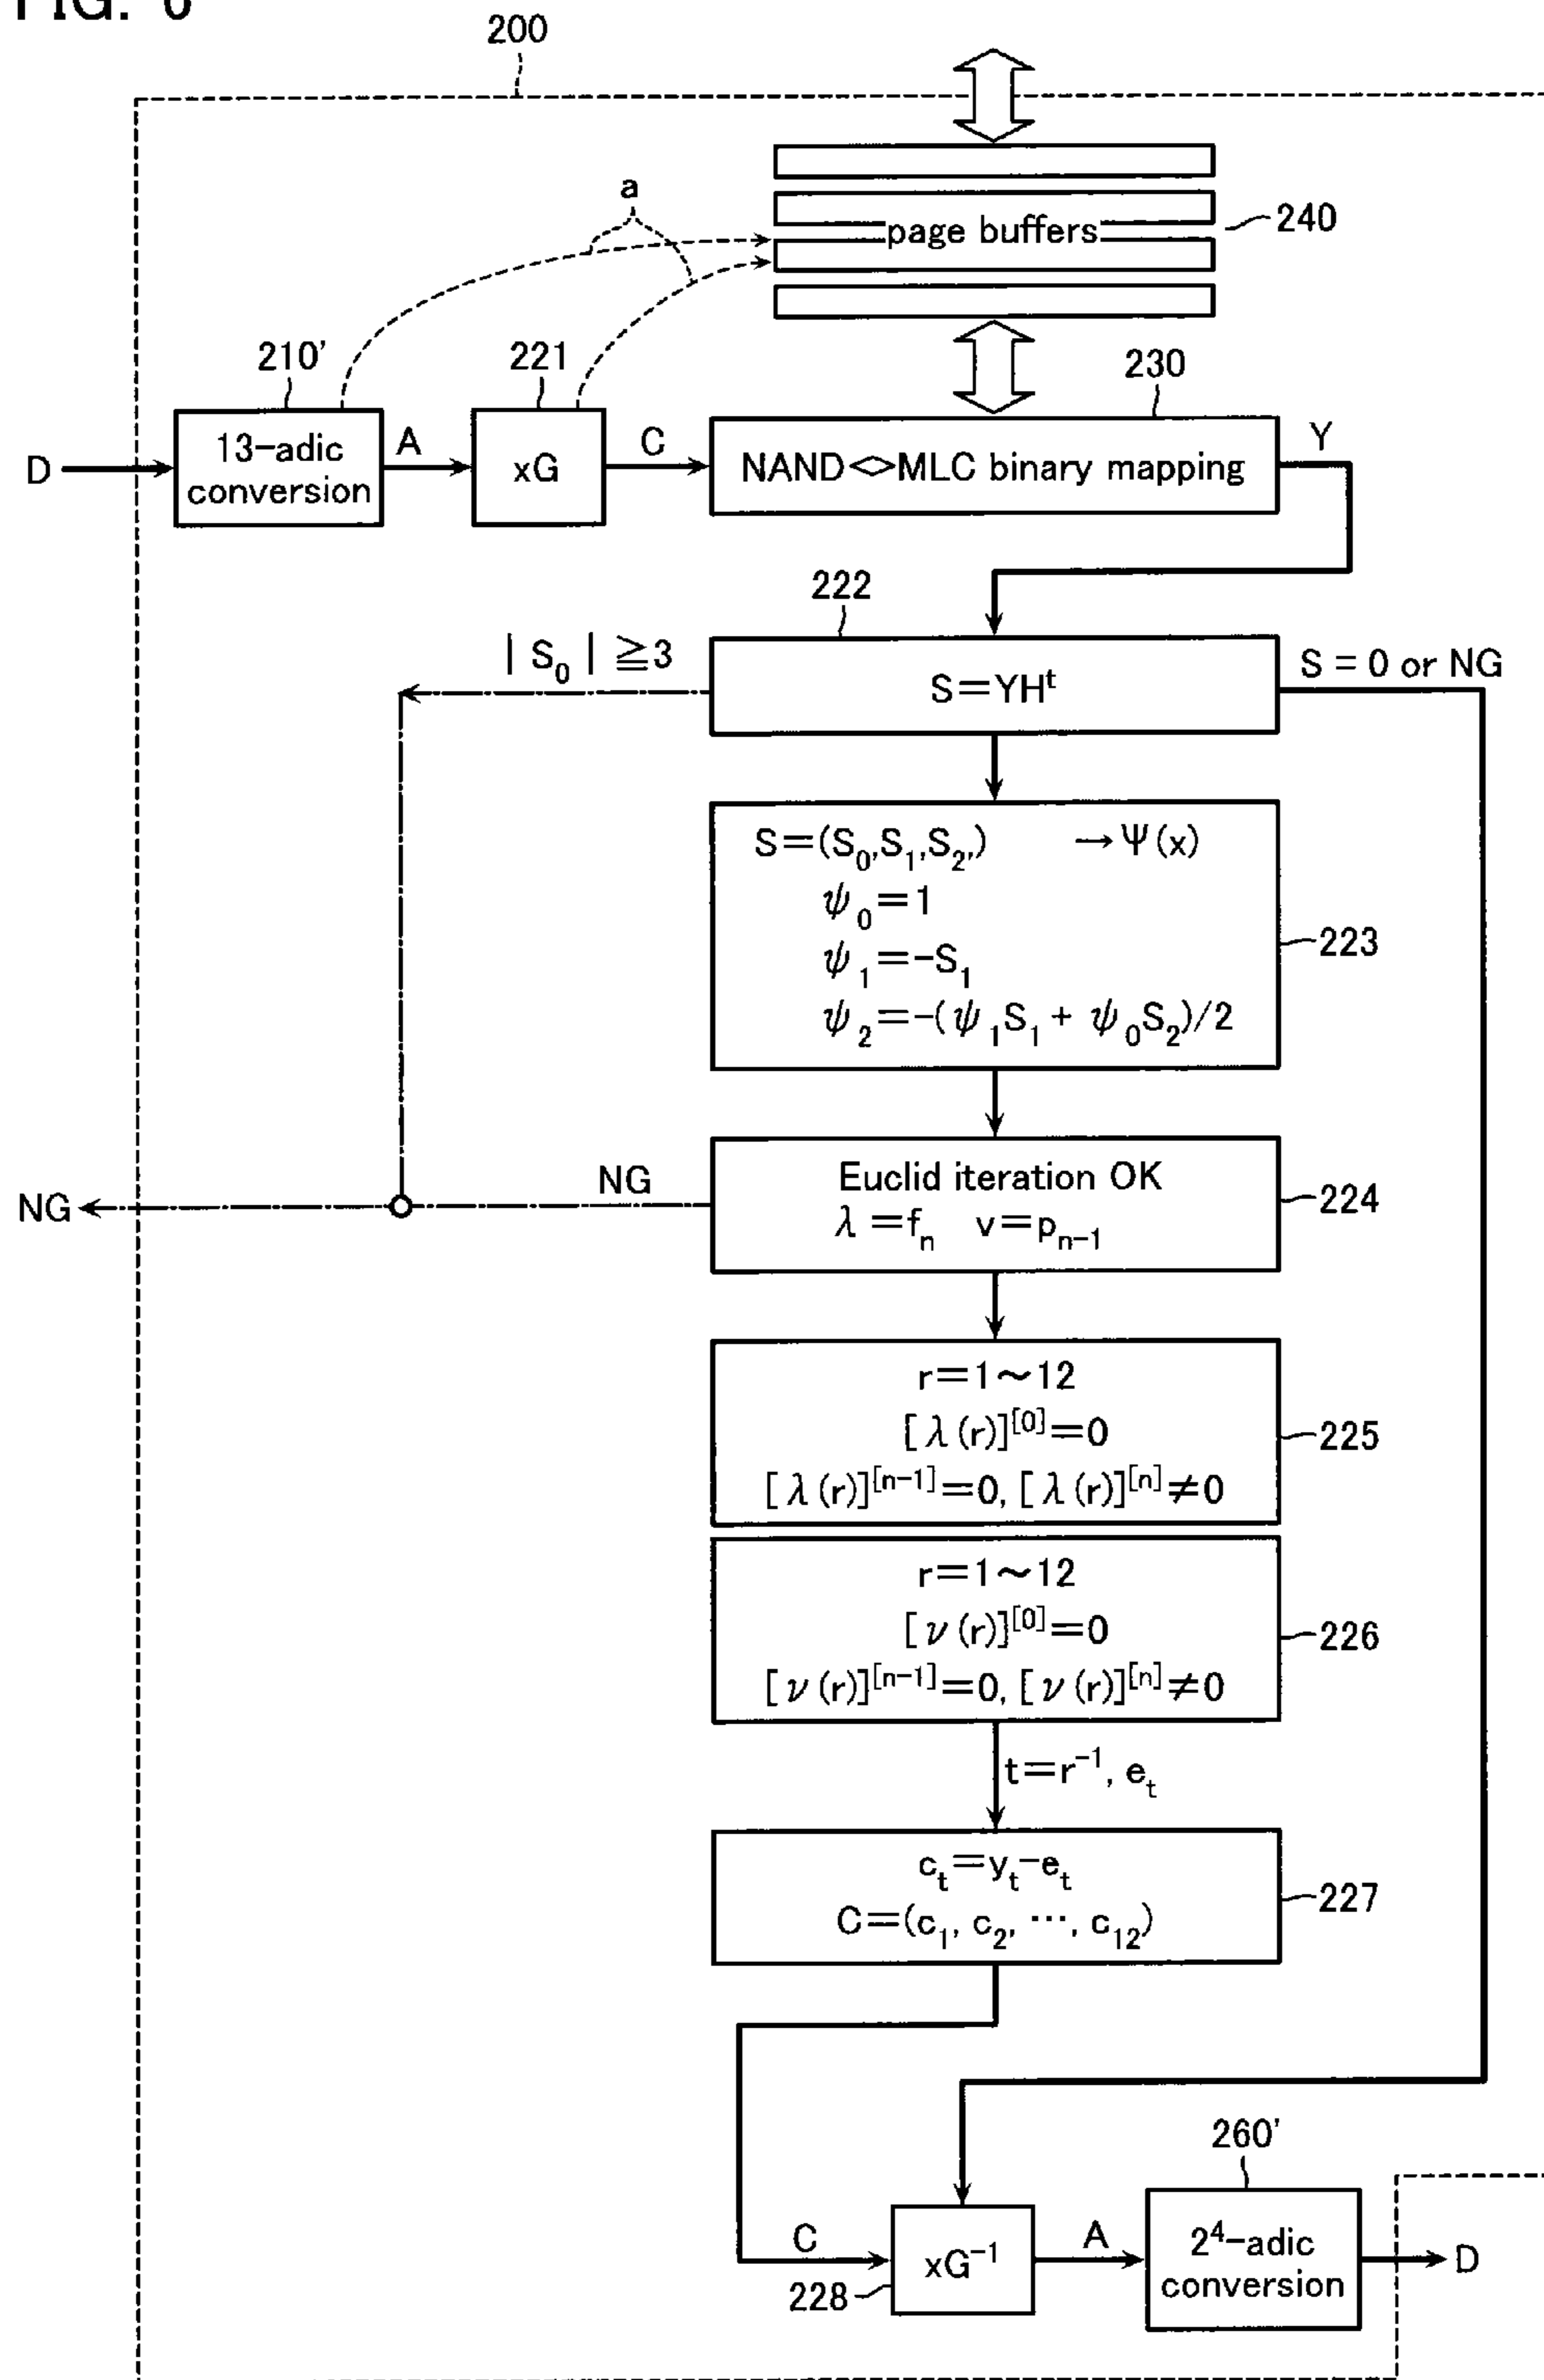 FIG. 6
200
a
page buffers
240
210'
221
230
D
13-adic
conversion
A
xG
C
NAND<>MLC binary mapping
Y
222
| S₀ | ≧3
S=YHᵗ
S = 0 or NG
S=(S₀,S₁,S₂,) →Ψ(x)
ψ₀=1
ψ₁=-S₁
ψ₂=-(ψ₁S₁+ ψ₀S₂)/2
223
NG
NG
Euclid iteration OK
λ=fₙ v=pₙ₋₁
224
r=1~12
[λ(r)]^[0]=0
[λ(r)]^[n-1]=0, [λ(r)]^[n]≠0
225
r=1~12
[ν(r)]^[0]=0
[ν(r)]^[n-1]=0, [ν(r)]^[n]≠0
226
t=r⁻¹, eₜ
cₜ=yₜ-eₜ
C=(c₁, c₂, ⋯, c₁₂)
227
260'
C
xG⁻¹
228
A
2⁴-adic
conversion
D